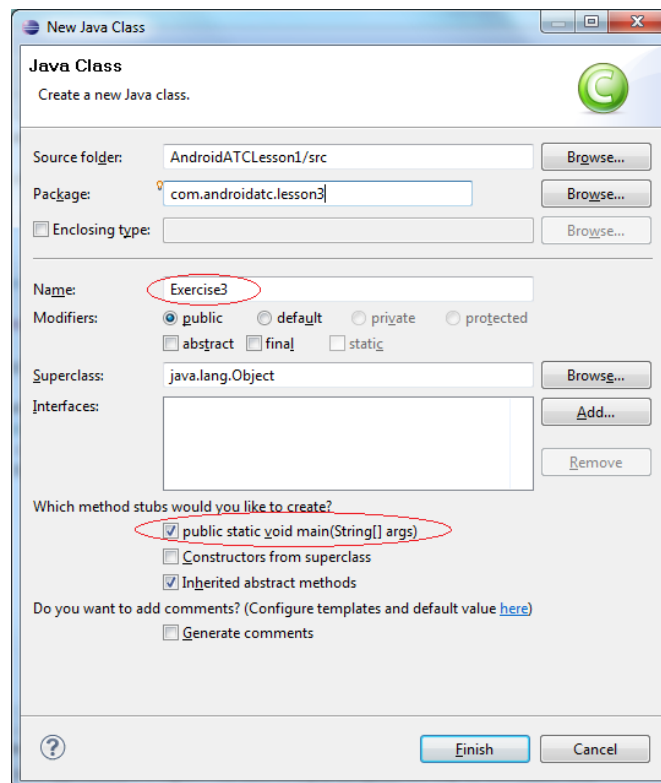 New Java Class
Java Class
Create a new Java class.
Source folder: AndroidATCLesson1/src Browse...
Package: com.androidatc.lesson3 Browse...
Enclosing type: Browse...
Name: Exercise3
Modifiers: public default private protected
abstract final static
Superclass: java.lang.Object Browse...
Interfaces: Add...
Remove
Which method stubs would you like to create?
public static void main(String[] args)
Constructors from superclass
Inherited abstract methods
Do you want to add comments? (Configure templates and default value here)
Generate comments
Finish Cancel